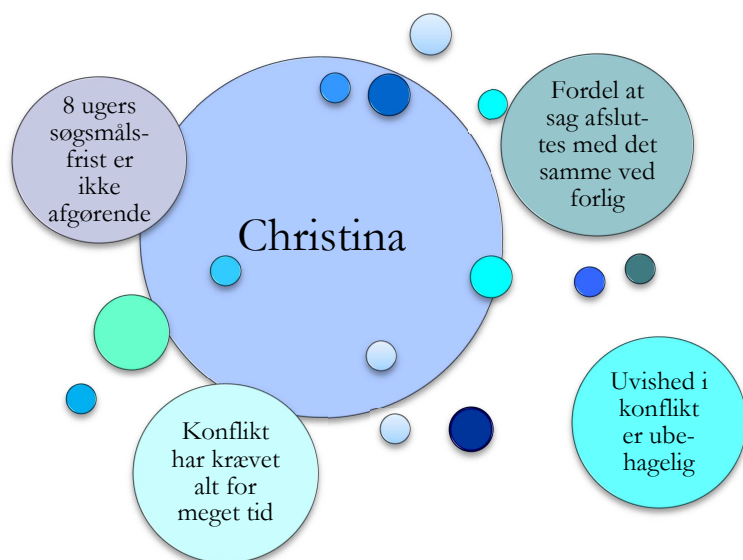 8 ugers
søgsmåls-
frist er
ikke
afgørende
Fordel at
sag afslut-
tes med det
samme ved
forlig
Christina
Konflikt
har krævet
alt for
meget tid
Uvished i
konflikt
er ube-
hagelig